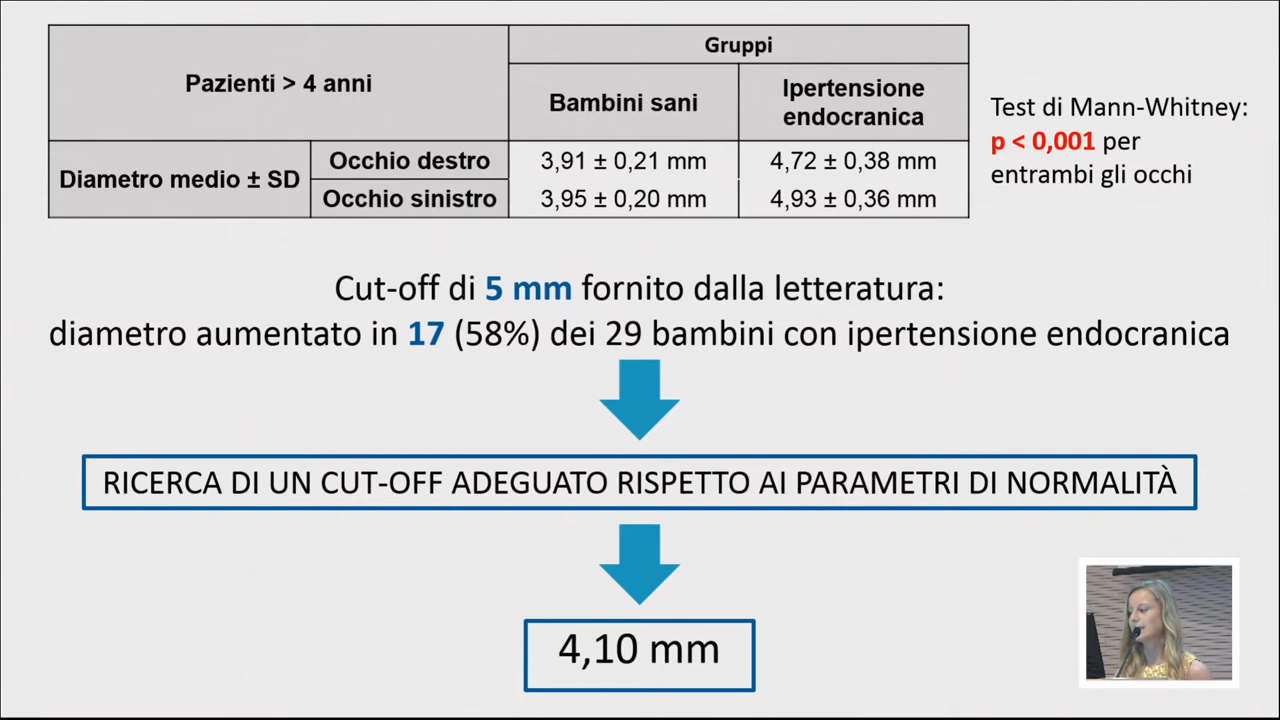 Pazienti > 4 anni
Gruppi
Bambini sani
Ipertensione
endocranica
Diametro medio ± SD
Occhio destro
3,91 ± 0,21 mm
4,72 ± 0,38 mm
Occhio sinistro
3,95 ± 0,20 mm
4,93 ± 0,36 mm
Test di Mann-Whitney:
p < 0,001 per
entrambi gli occhi
Cut-off di 5 mm fornito dalla letteratura:
diametro aumentato in 17 (58%) dei 29 bambini con ipertensione endocranica
RICERCA DI UN CUT-OFF ADEGUATO RISPETTO AI PARAMETRI DI NORMALITÀ
4,10 mm